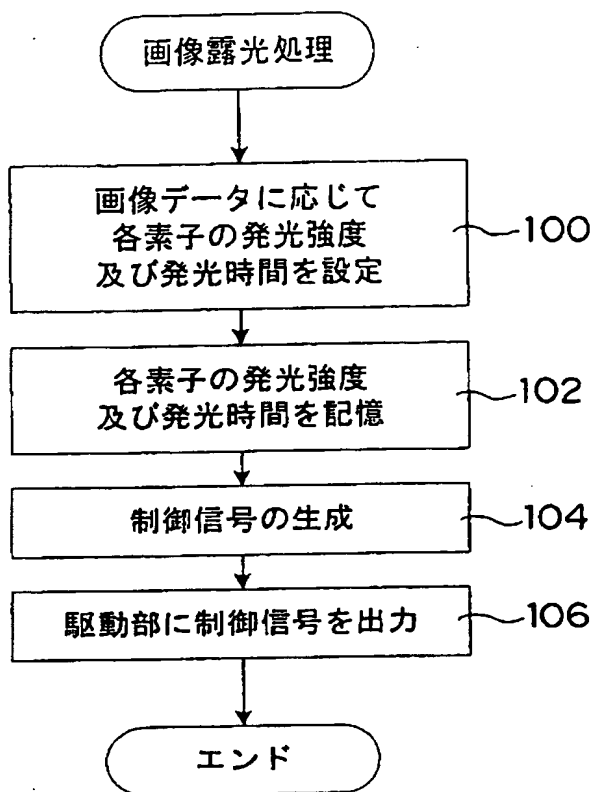 画像露光処理
画像データに応じて
各素子の発光強度
及び発光時間を設定
100
各素子の発光強度
及び発光時間を記憶
102
制御信号の生成
104
駆動部に制御信号を出力
106
エンド